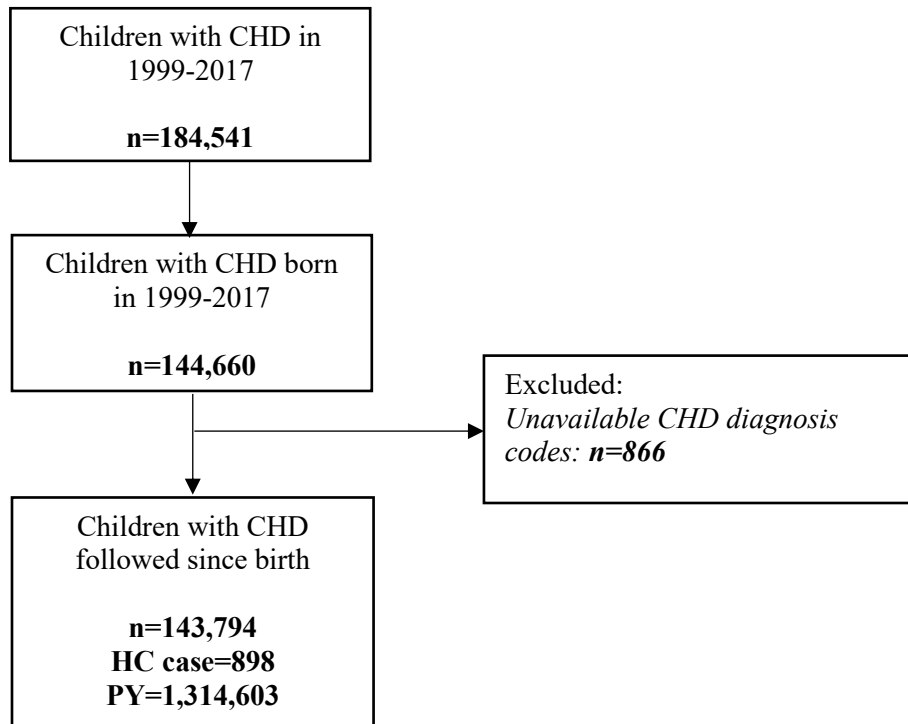 Children with CHD in
1999-2017
n=184,541
Children with CHD born
in 1999-2017
n=144,660
Excluded:
Unavailable CHD diagnosis
codes: n=866
Children with CHD
followed since birth
n=143,794
HC case=898
PY=1,314,603